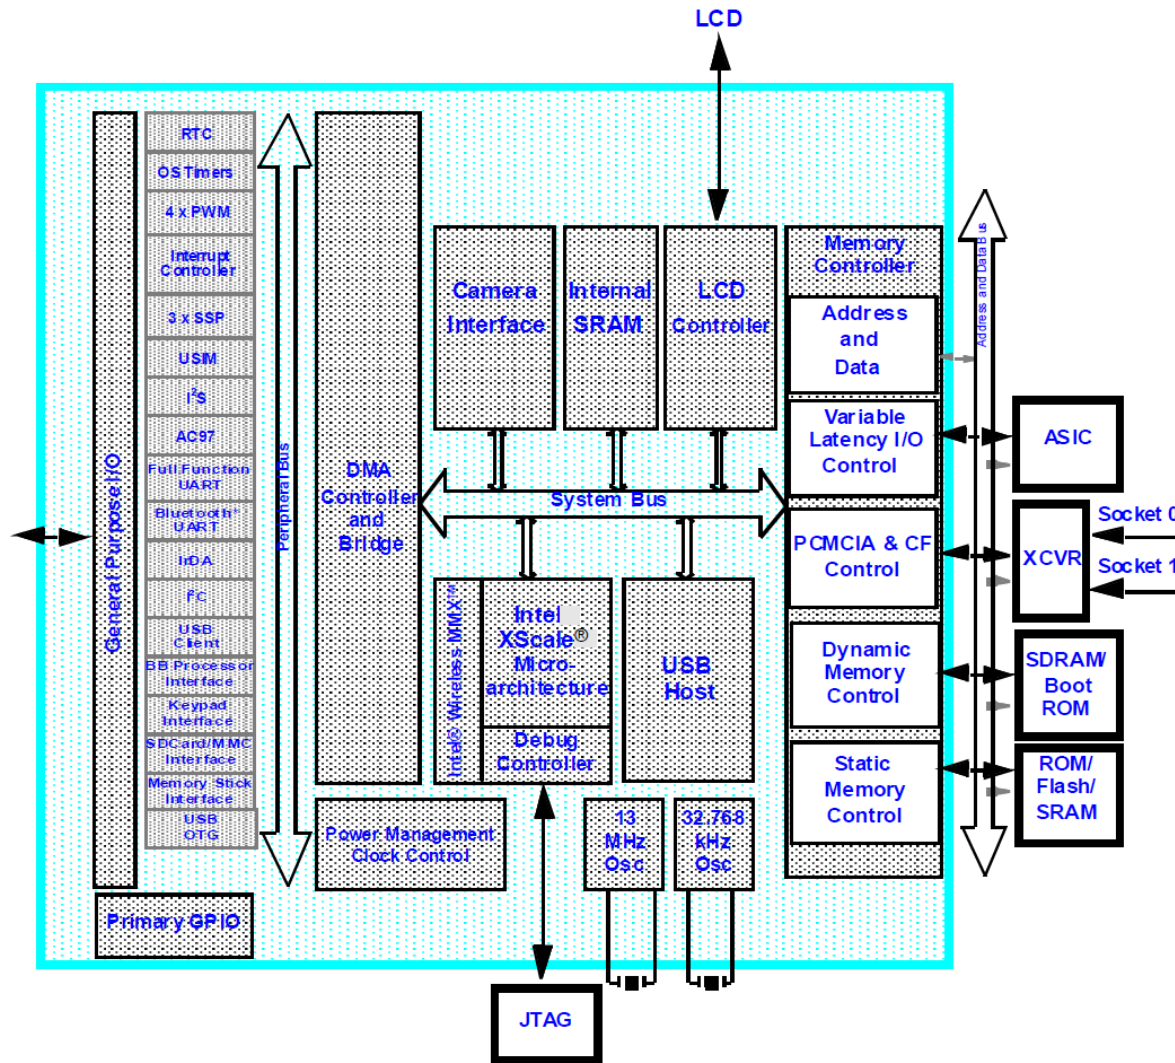 LCD
General Purpose I/O
RTC
OS Timers
4 x PWM
Interrupt
Controller
3 x SSP
USIM
I²S
AC97
Full Function
UART
Bluetooth*
UART
IrDA
I²C
USB
Client
BB Processor
Interface
Keypad
Interface
SDCard/MMC
Interface
Memory Stick
Interface
USB
OTG
Primary GPIO
Peripheral Bus
DMA
Controller
and
Bridge
Power Management
Clock Control
Camera
Interface
Internal
SRAM
LCD
Controller
System Bus
Intel® Wireless MMX™
Intel
XScale®
Micro-
architecture
Debug
Controller
USB
Host
13
MHz
Osc
32.768
kHz
Osc
JTAG
Memory
Controller
Address
and
Data
Variable
Latency I/O
Control
PCMCIA & CF
Control
Dynamic
Memory
Control
Static
Memory
Control
Address and Data Bus
ASIC
XCVR
Socket 0
Socket 1
SDRAM/
Boot
ROM
ROM/
Flash/
SRAM